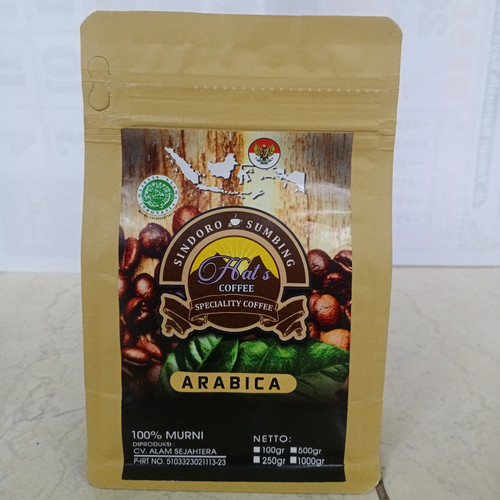 SINDORO SUMBING
Hat's
COFFEE
SPECIALITY COFFEE
ARABICA
100% MURNI
DIPRODUKSI :
CV. ALAM SEJAHTERA
P-IRT NO. 5103323021113-23
NETTO:
100gr 500gr
250gr 1000gr